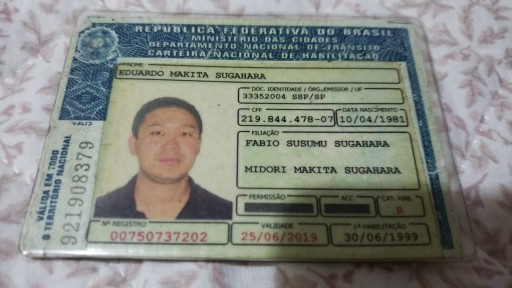 REPÚBLICA FEDERATIVA DO BRASIL
MINISTÉRIO DAS CIDADES
DEPARTAMENTO NACIONAL DE TRÂNSITO
CARTEIRA NACIONAL DE HABILITAÇÃO
NOME
EDUARDO MAKITA SUGAHARA
DOC. IDENTIDADE / ÓRG. EMISSOR / UF
33352004 SSP/SP
CPF
DATA NASCIMENTO
219.844.478-07
10/04/1981
FILIAÇÃO
FABIO SUSUMU SUGAHARA
MIDORI MAKITA SUGAHARA
PERMISSÃO
ACC
CAT. HAB.
B
Nº REGISTRO
VALIDADE
1ª HABILITAÇÃO
00750737202
25/06/2019
30/06/1999
VÁLIDA EM TODO
O TERRITÓRIO NACIONAL
921908379